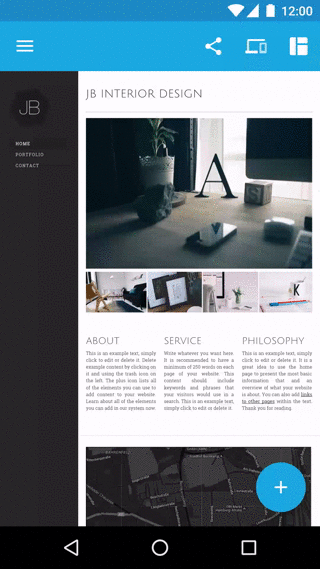 12:00
JB INTERIOR DESIGN
JB
HOME
PORTFOLIO
CONTACT
A
K
ABOUT
This is an example text, simply
click to edit or delete it. Delete
example content by clicking on
it and using the trash icon on
the left. The plus icon lists all
of the elements you can use to
add content to your website.
Learn about all of the elements
you can add in our system now.
SERVICE
Write whatever you want here.
It is recommended to have a
minimum of 250 words on each
page of your website. This
content should include
keywords and phrases that
your visitors would use in a
search. This is an example text,
simply click to edit or delete it.
PHILOSOPHY
This is an example text, simply
click to edit or delete it. It is a
great idea to use the home
page to present the most basic
information that and an
overview of what your website
is about. You can also add links
to other pages within the text.
Thank you for reading.